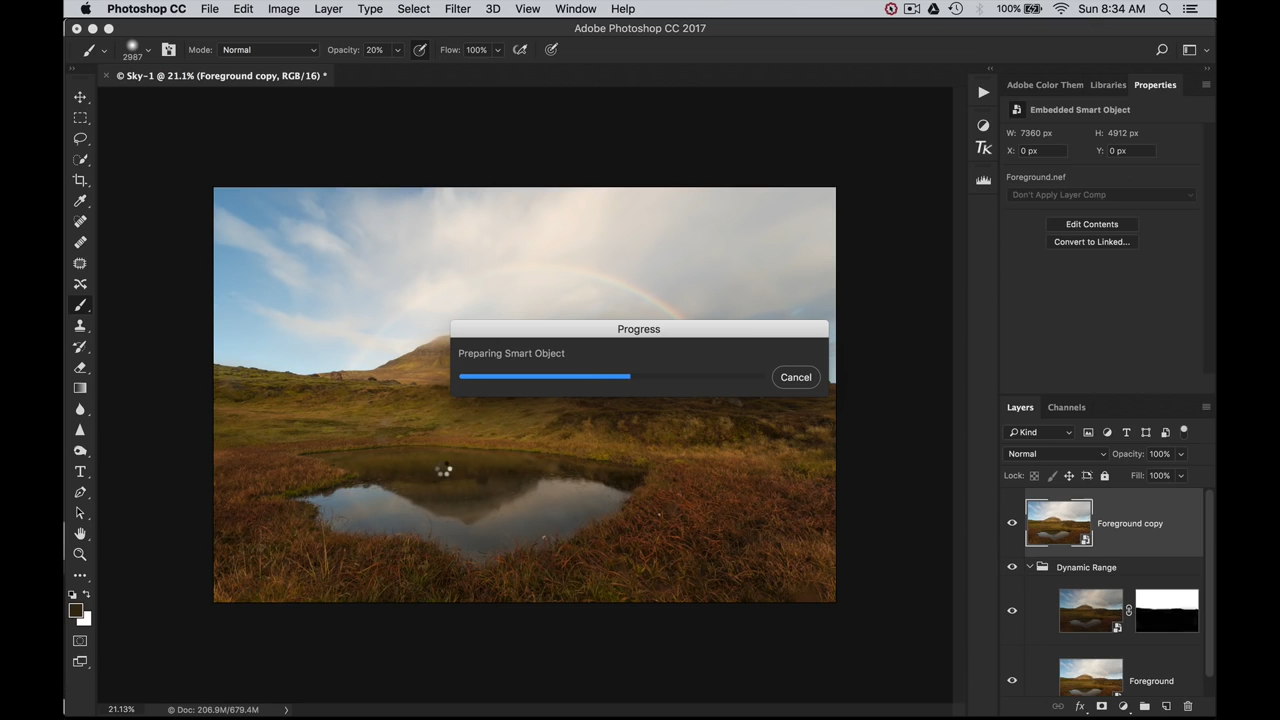 Photoshop CC File Edit Image Layer Type Select Filter 3D View Window Help 100% Sun 8:34 AM
Adobe Photoshop CC 2017
2987 Mode: Normal Opacity: 20% Flow: 100%
× © Sky-1 @ 21.1% (Foreground copy, RGB/16) *
Adobe Color Them Libraries Properties
Embedded Smart Object
W: 7360 px H: 4912 px
X: 0 px Y: 0 px
TK
Foreground.nef
Don't Apply Layer Comp
Edit Contents
Convert to Linked...
Progress
Preparing Smart Object
Cancel
Layers Channels
Kind
Normal Opacity: 100%
Lock: Fill: 100%
Foreground copy
Dynamic Range
Foreground
21.13% Doc: 206.9M/679.4M